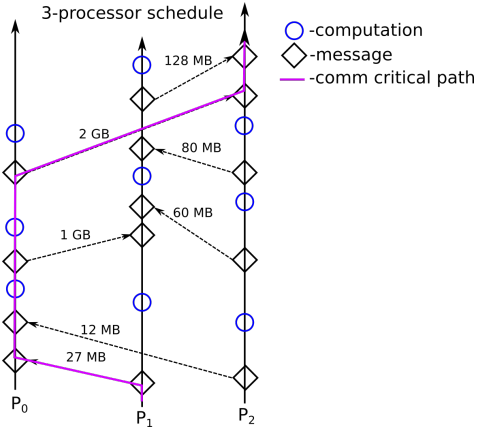 3-processor schedule
-computation
-message
-comm critical path
128 MB
2 GB
80 MB
60 MB
1 GB
12 MB
27 MB
P0
P1
P2